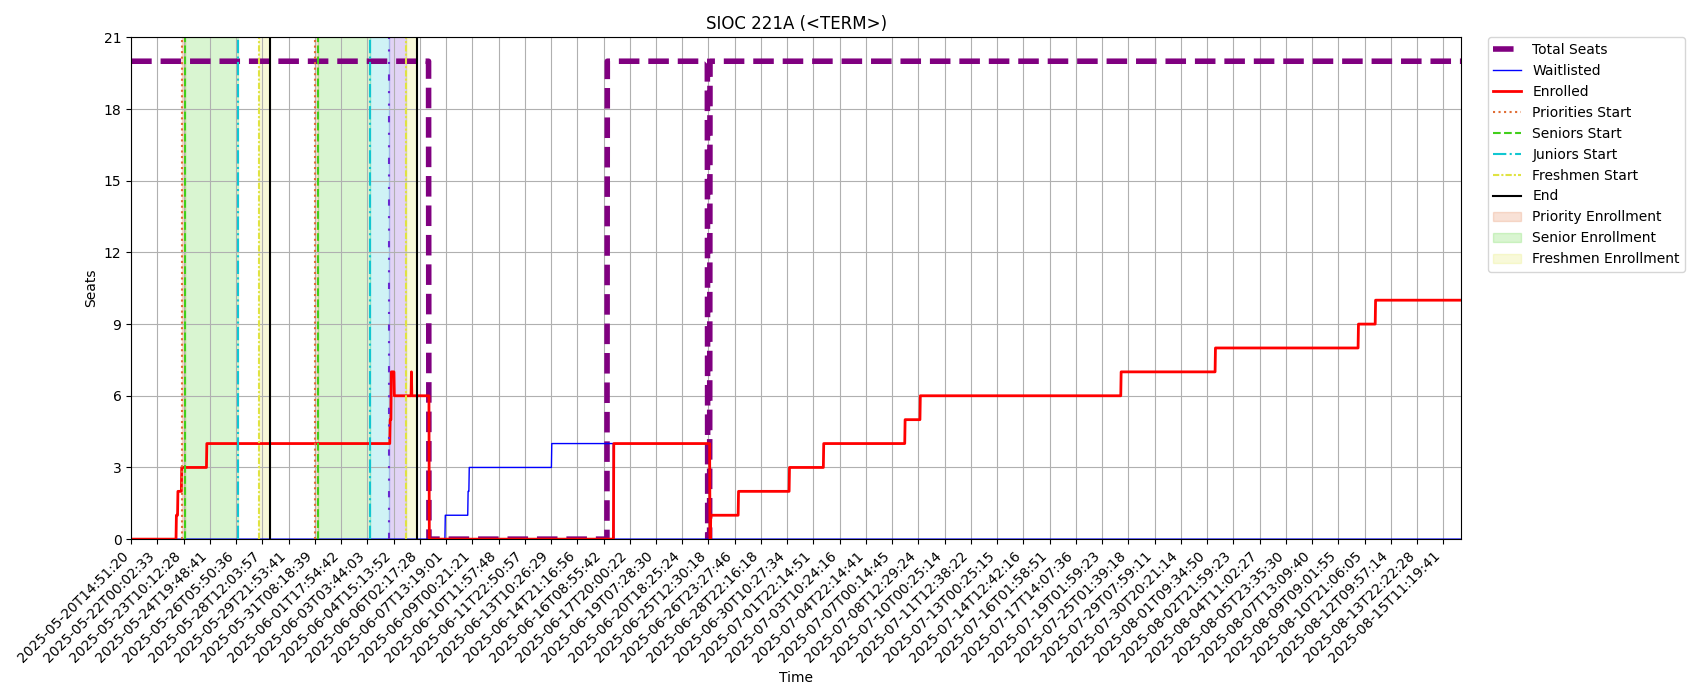 SIOC 221A (<TERM>)
21
18
15
12
9
6
3
0
Seats
2025-05-20T14:51:20
2025-05-22T00:02:33
2025-05-23T10:12:28
2025-05-24T19:48:41
2025-05-26T05:50:36
2025-05-28T12:03:57
2025-05-29T21:53:41
2025-05-31T08:18:39
2025-06-01T17:54:42
2025-06-03T03:44:03
2025-06-04T15:13:52
2025-06-06T02:17:28
2025-06-07T13:19:01
2025-06-09T00:21:23
2025-06-10T11:57:48
2025-06-11T22:50:57
2025-06-13T10:26:29
2025-06-14T21:16:56
2025-06-16T08:55:42
2025-06-17T20:00:22
2025-06-19T07:28:30
2025-06-20T18:25:24
2025-06-25T12:30:18
2025-06-26T23:27:46
2025-06-28T22:16:18
2025-06-30T10:27:34
2025-07-01T22:14:51
2025-07-03T10:24:16
2025-07-04T22:14:41
2025-07-07T00:14:45
2025-07-08T12:29:24
2025-07-10T00:25:14
2025-07-11T11:38:22
2025-07-13T00:25:15
2025-07-14T12:42:16
2025-07-16T01:58:51
2025-07-17T14:07:36
2025-07-19T01:59:23
2025-07-25T01:39:18
2025-07-29T07:59:11
2025-07-30T20:21:14
2025-08-01T09:34:50
2025-08-02T21:59:23
2025-08-04T11:02:27
2025-08-05T23:35:30
2025-08-07T13:09:40
2025-08-09T09:01:55
2025-08-10T21:06:05
2025-08-12T09:57:14
2025-08-13T22:22:28
2025-08-15T11:19:41
Time
Total Seats
Waitlisted
Enrolled
Priorities Start
Seniors Start
Juniors Start
Freshmen Start
End
Priority Enrollment
Senior Enrollment
Freshmen Enrollment